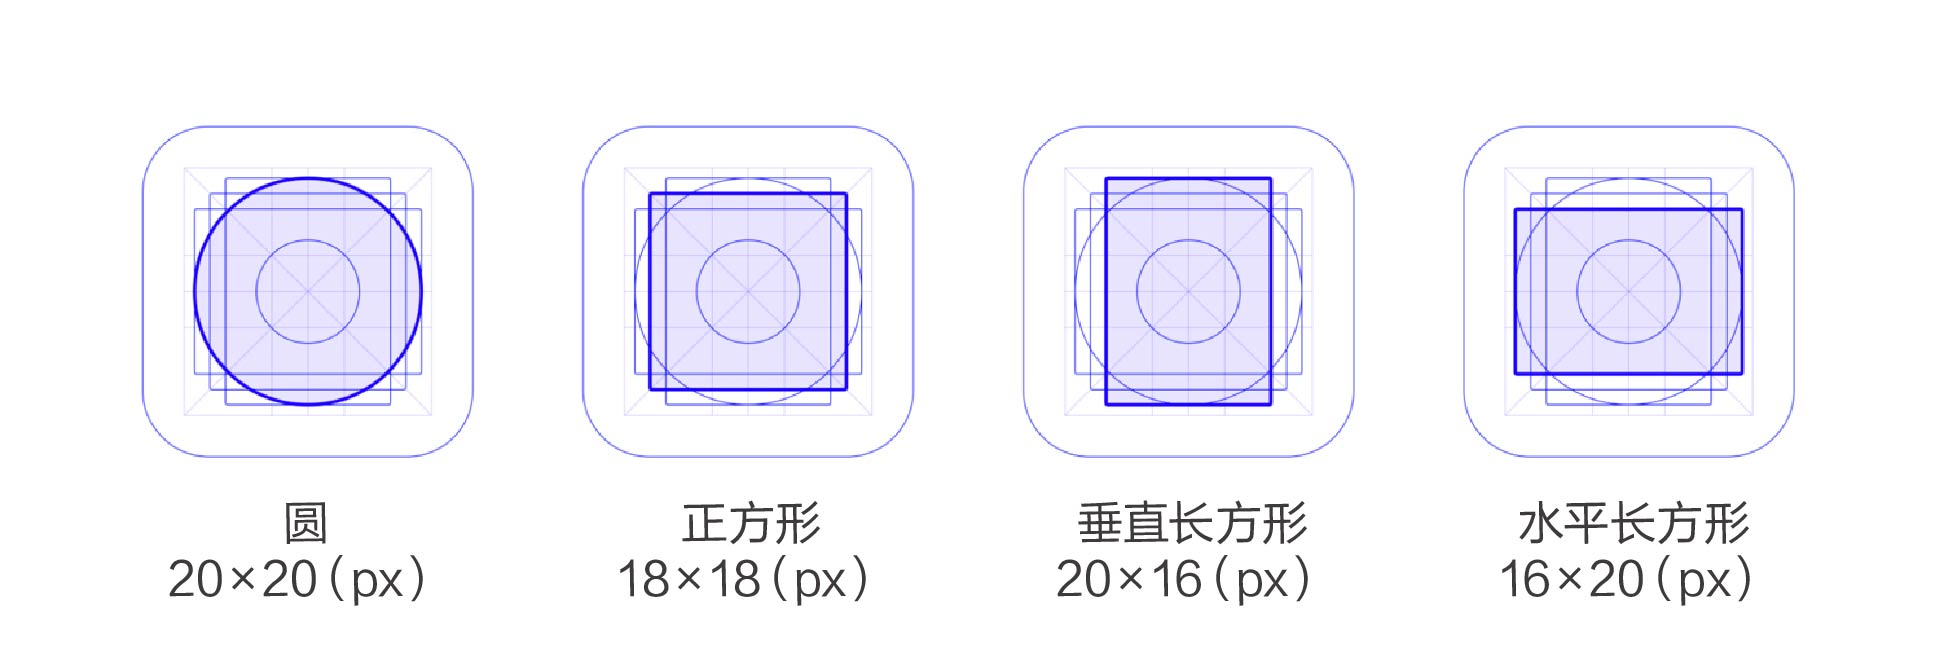 圆
20×20(px)
正方形
18×18(px)
垂直长方形
20×16(px)
水平长方形
16×20(px)